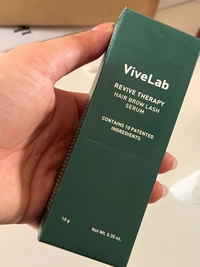 ViveLab
REVIVE THERAPY
HAIR BROW LASH
SERUM
CONTAINS 10 PATENTED
INGREDIENTS
10 g
Net Wt. 0.35 oz.